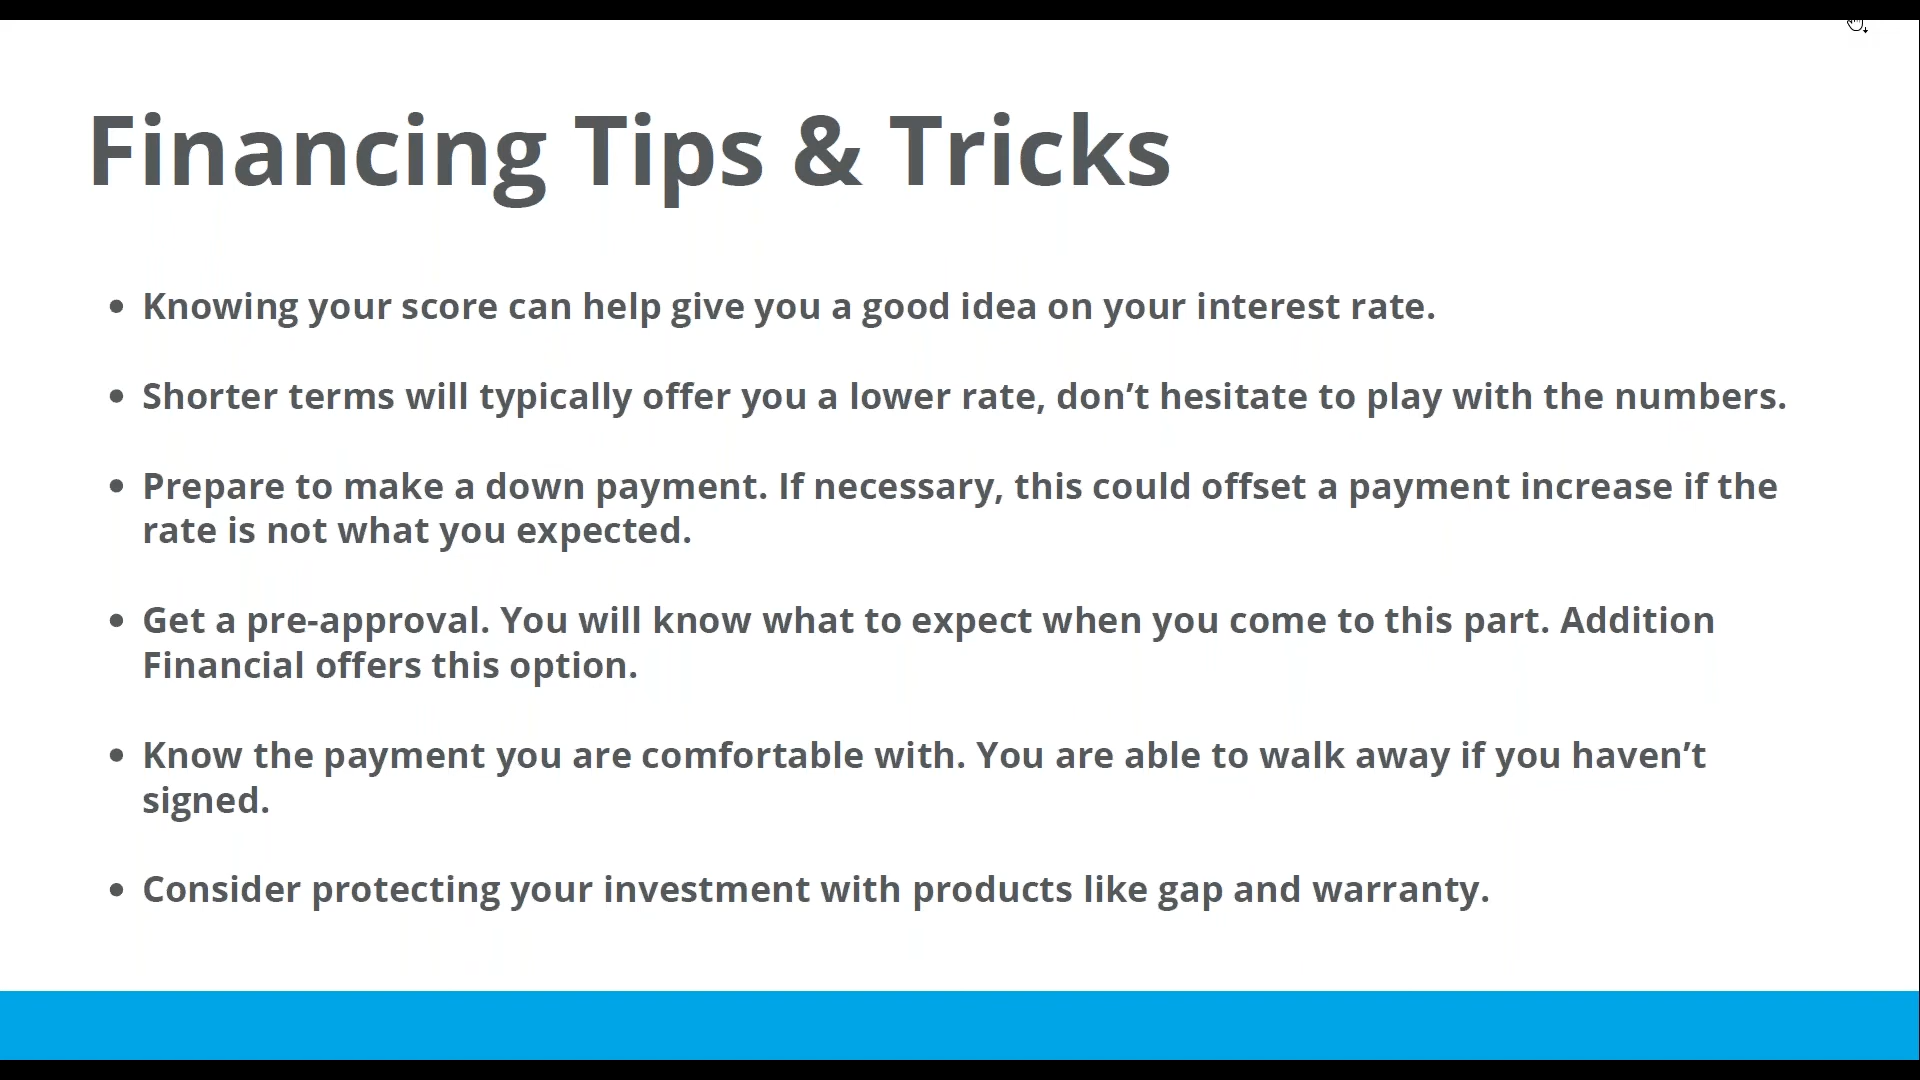 Financing Tips & Tricks
• Knowing your score can help give you a good idea on your interest rate.
• Shorter terms will typically offer you a lower rate, don’t hesitate to play with the numbers.
• Prepare to make a down payment. If necessary, this could offset a payment increase if the
rate is not what you expected.
• Get a pre-approval. You will know what to expect when you come to this part. Addition
Financial offers this option.
• Know the payment you are comfortable with. You are able to walk away if you haven’t
signed.
• Consider protecting your investment with products like gap and warranty.